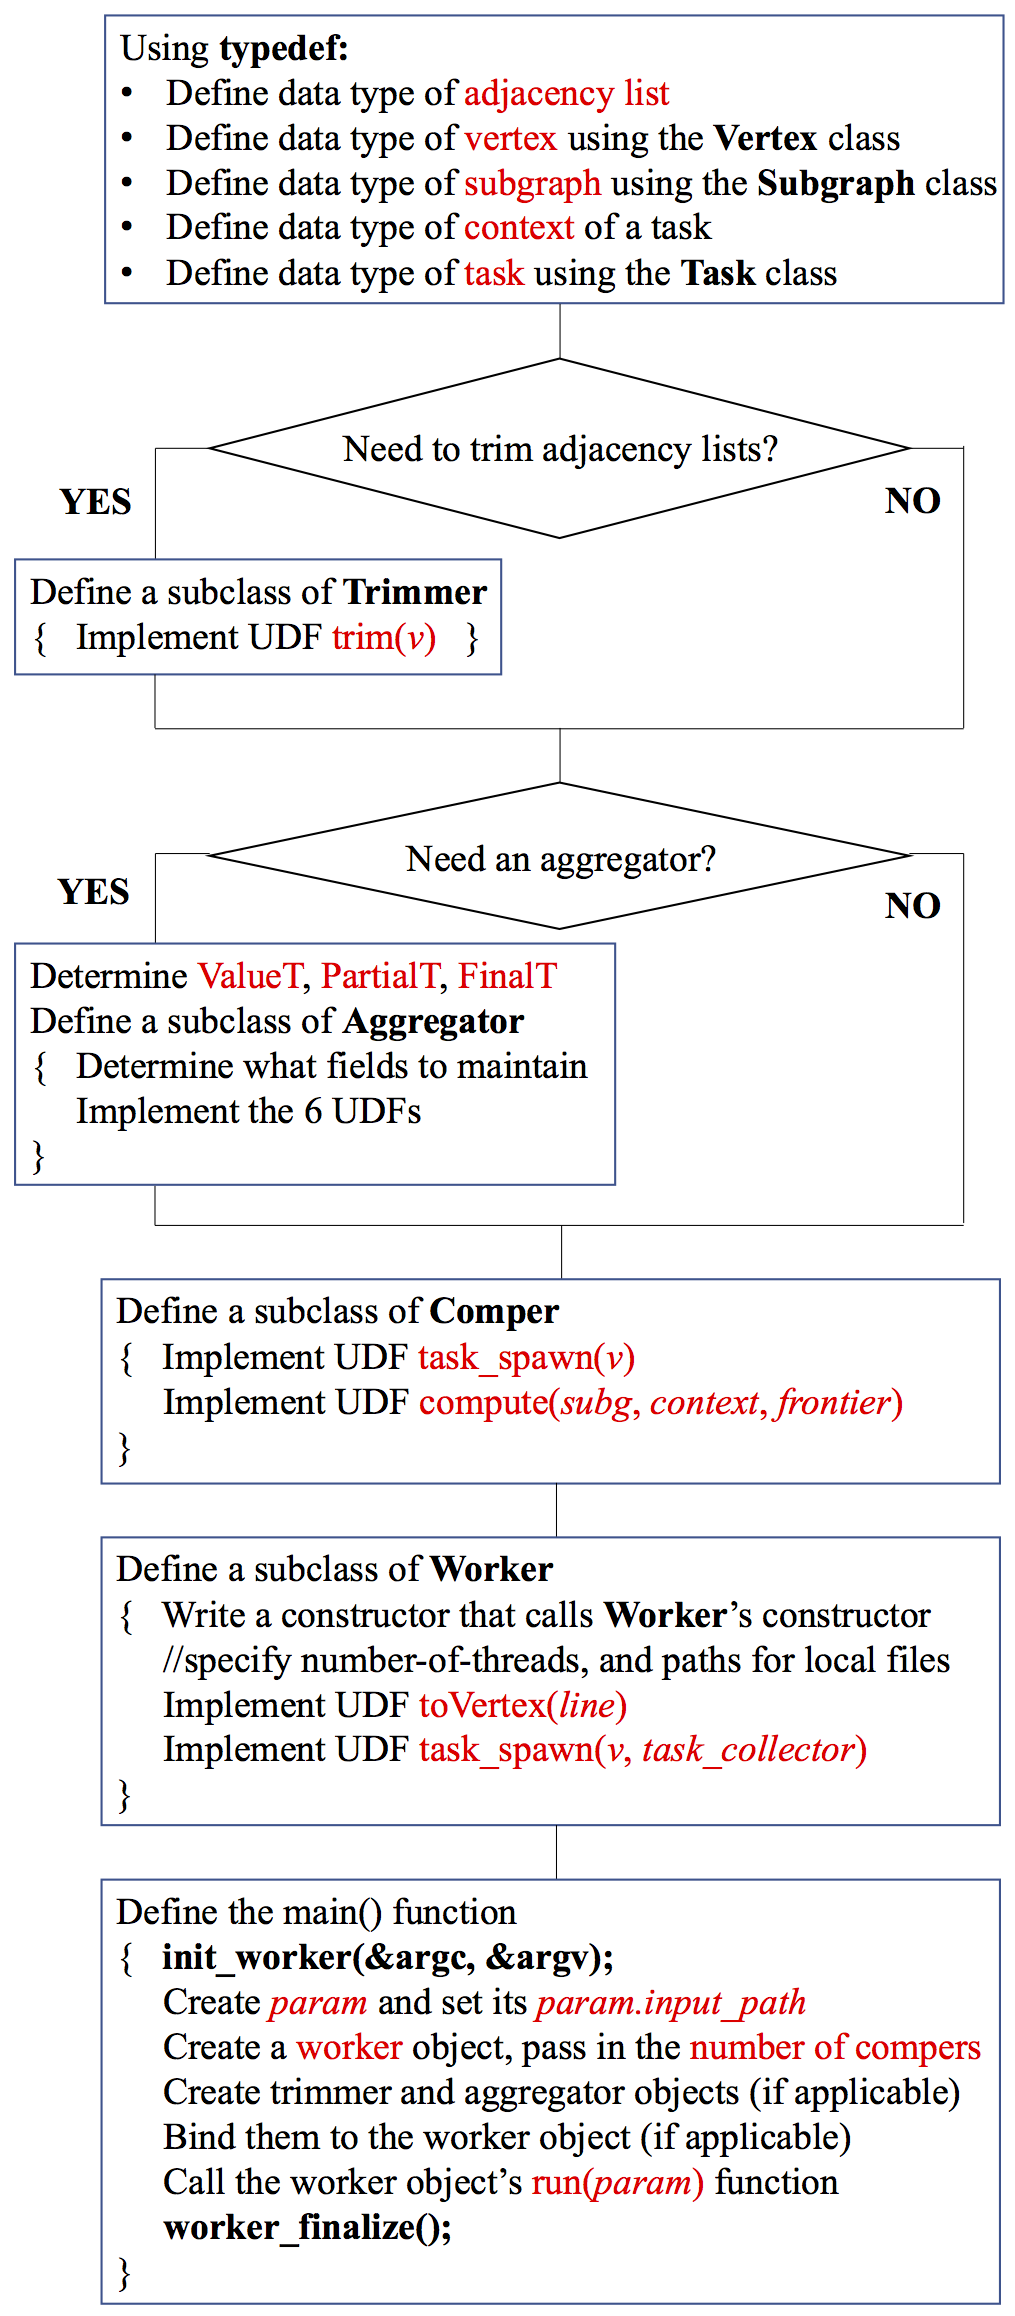 Using typedef:
• Define data type of adjacency list
• Define data type of vertex using the Vertex class
• Define data type of subgraph using the Subgraph class
• Define data type of context of a task
• Define data type of task using the Task class
Need to trim adjacency lists?
YES
NO
Define a subclass of Trimmer
{ Implement UDF trim(v) }
Need an aggregator?
YES
NO
Determine ValueT, PartialT, FinalT
Define a subclass of Aggregator
{ Determine what fields to maintain
Implement the 6 UDFs
}
Define a subclass of Comper
{ Implement UDF task_spawn(v)
Implement UDF compute(subg, context, frontier)
}
Define a subclass of Worker
{ Write a constructor that calls Worker’s constructor
//specify number-of-threads, and paths for local files
Implement UDF toVertex(line)
Implement UDF task_spawn(v, task_collector)
}
Define the main() function
{ init_worker(&argc, &argv);
Create param and set its param.input_path
Create a worker object, pass in the number of compers
Create trimmer and aggregator objects (if applicable)
Bind them to the worker object (if applicable)
Call the worker object’s run(param) function
worker_finalize();
}